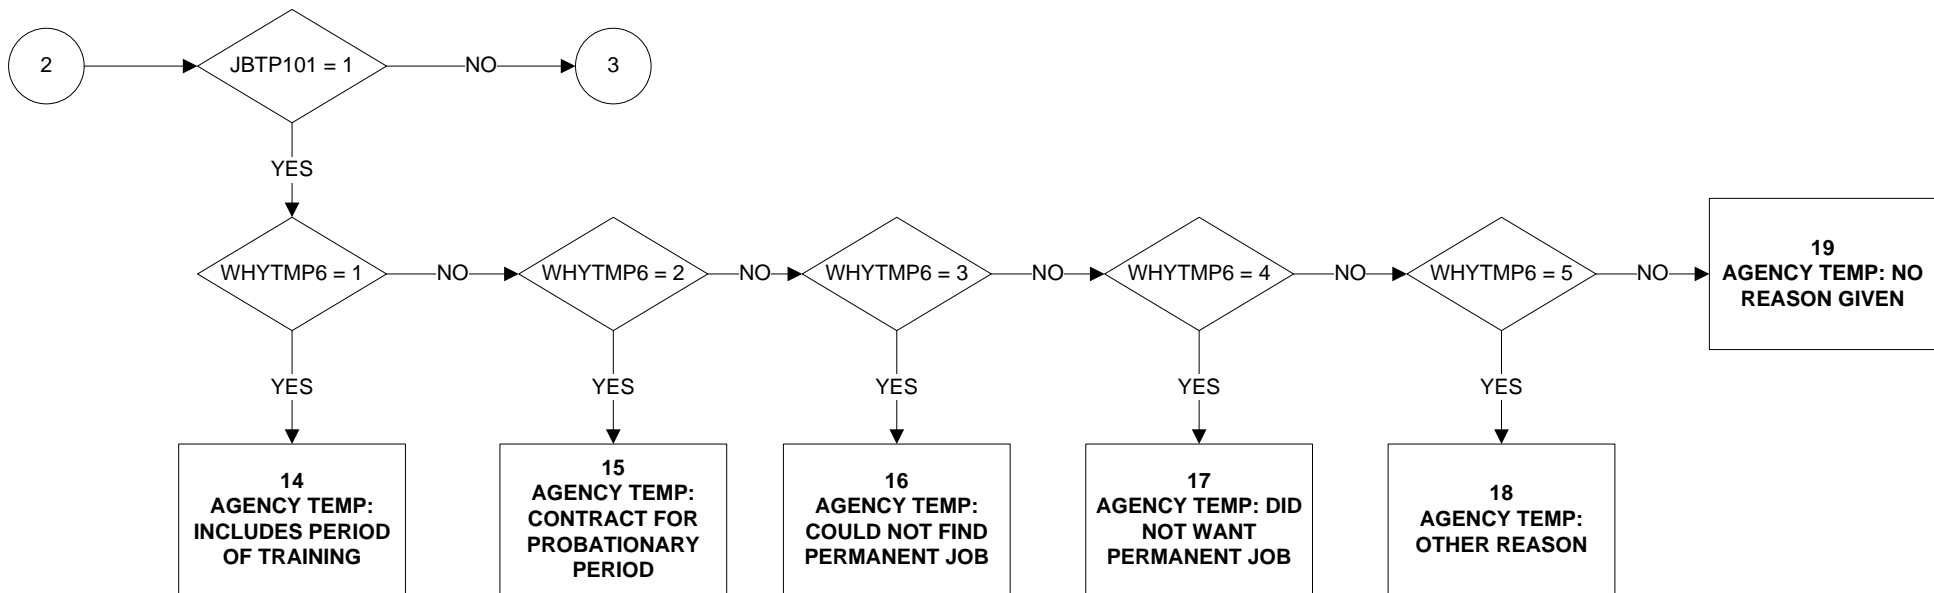 2
JBTP101 = 1
NO
3
YES
WHYTMP6 = 1
NO
WHYTMP6 = 2
NO
WHYTMP6 = 3
NO
WHYTMP6 = 4
NO
WHYTMP6 = 5
NO
19
AGENCY TEMP: NO
REASON GIVEN
YES
YES
YES
YES
YES
14
AGENCY TEMP:
INCLUDES PERIOD
OF TRAINING
15
AGENCY TEMP:
CONTRACT FOR
PROBATIONARY
PERIOD
16
AGENCY TEMP:
COULD NOT FIND
PERMANENT JOB
17
AGENCY TEMP: DID
NOT WANT
PERMANENT JOB
18
AGENCY TEMP:
OTHER REASON